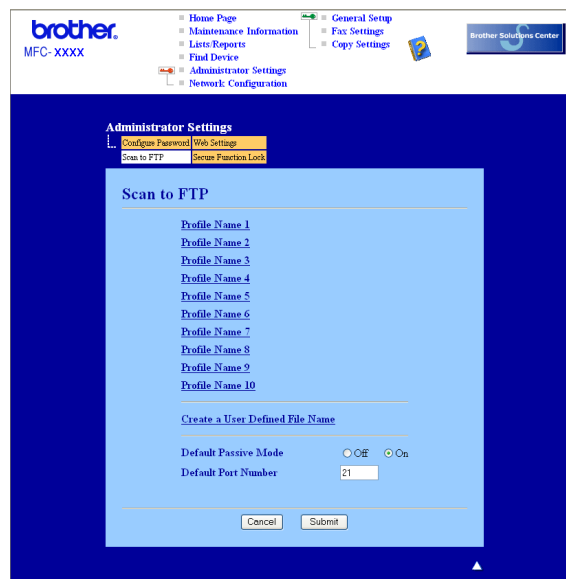 brother.
MFC- XXXX
Home Page
Maintenance Information
Lists/Reports
Find Device
Administrator Settings
Network Configuration
General Setup
Fax Settings
Copy Settings
Brother Solutions Center
Administrator Settings
Configure Password Web Settings
Scan to FTP Secure Function Lock
Scan to FTP
Profile Name 1
Profile Name 2
Profile Name 3
Profile Name 4
Profile Name 5
Profile Name 6
Profile Name 7
Profile Name 8
Profile Name 9
Profile Name 10
Create a User Defined File Name
Default Passive Mode Off On
Default Port Number 21
Cancel Submit